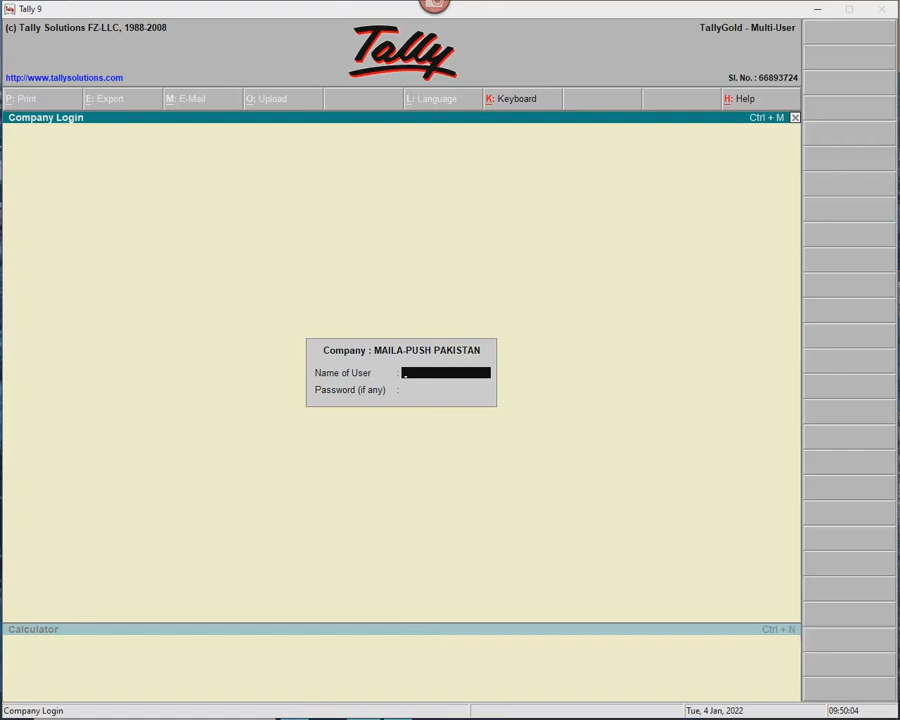 Tally 9
(c) Tally Solutions FZ-LLC, 1988-2008
TallyGold - Multi-User
Tally
http://www.tallysolutions.com
Sl. No. : 66893724
P: Print
E: Export
M: E-Mail
O: Upload
L: Language
K: Keyboard
H: Help
Company Login
Ctrl + M
Company : MAILA-PUSH PAKISTAN
Name of User :
Password (if any) :
Calculator
Ctrl + N
Company Login
Tue, 4 Jan, 2022
09:50:04